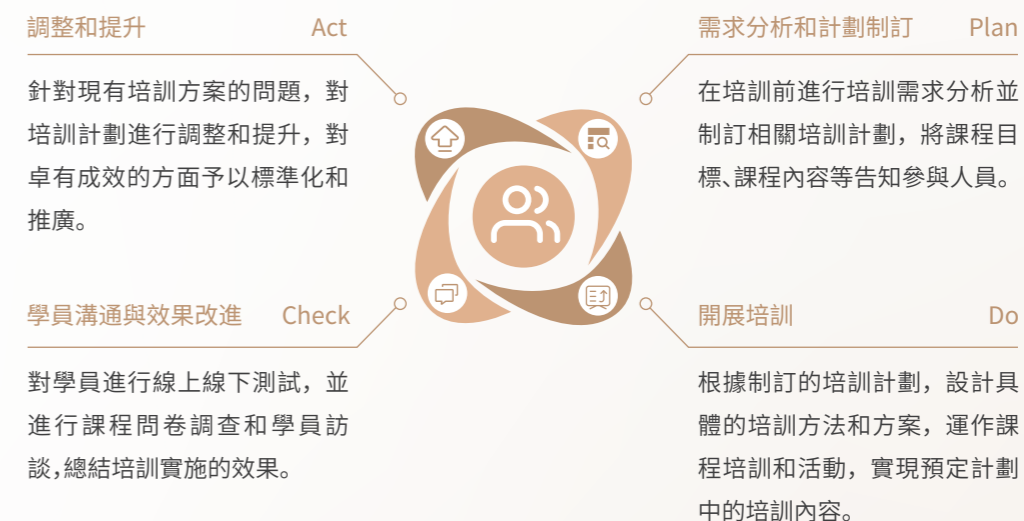 調整和提升 Act
針對現有培訓方案的問題，對
培訓計劃進行調整和提升，對
卓有成效的方面予以標準化和
推廣。
需求分析和計劃制訂 Plan
在培訓前進行培訓需求分析並
制訂相關培訓計劃，將課程目
標、課程內容等告知參與人員。
學員溝通與效果改進 Check
對學員進行線上線下測試，並
進行課程問卷調查和學員訪
談，總結培訓實施的效果。
開展培訓 Do
根據制訂的培訓計劃，設計具
體的培訓方法和方案，運作課
程培訓和活動，實現預定計劃
中的培訓內容。